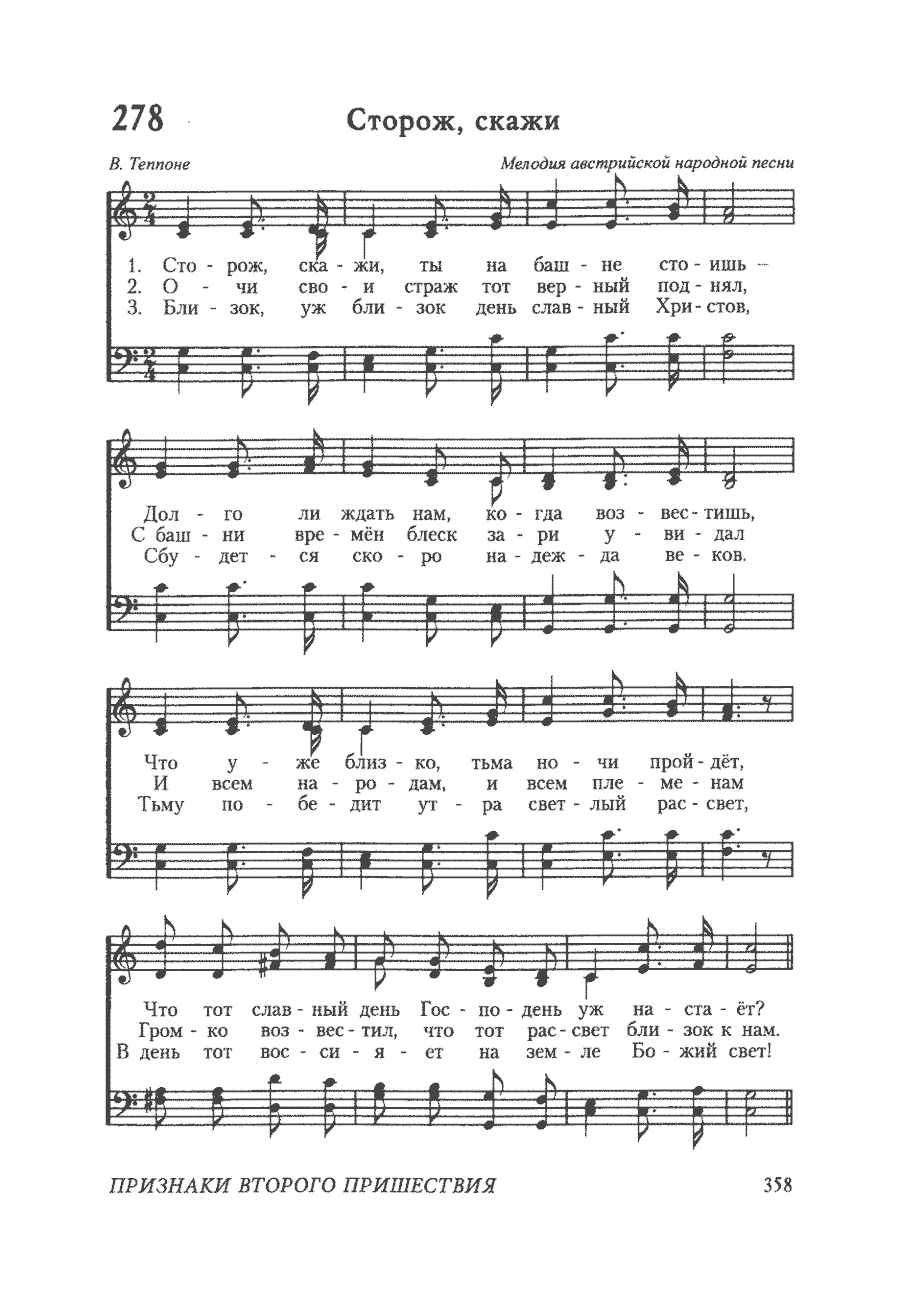 278
Сторож, скажи
В. Теппоне
Мелодия австрийской народной песни
1. Сто - рож, ска - жи, ты на баш - не сто - ишь –
2. О - чи сво - и страж тот вер - ный под - нял,
3. Бли - зок, уж бли - зок день слав - ный Хри - стов,
Дол - го ли ждать нам, ко - гда воз - вес - тишь,
С баш - ни вре - мён блеск за - ри у - ви - дал
Сбу - дет - ся ско - ро на - деж - да ве - ков.
Что у - же близ - ко, тьма но - чи прой - дёт,
И всем на - ро - дам, и всем пле - ме - нам
Тьму по - бе - дит ут - ра свет - лый рас - свет,
Что тот слав - ный день Гос - по - день уж на - ста - ёт?
Гром - ко воз - вес - тил, что тот рас - свет бли - зок к нам.
В день тот вос - си - я - ет на зем - ле Бо - жий свет!
ПРИЗНАКИ ВТОРОГО ПРИШЕСТВИЯ
358